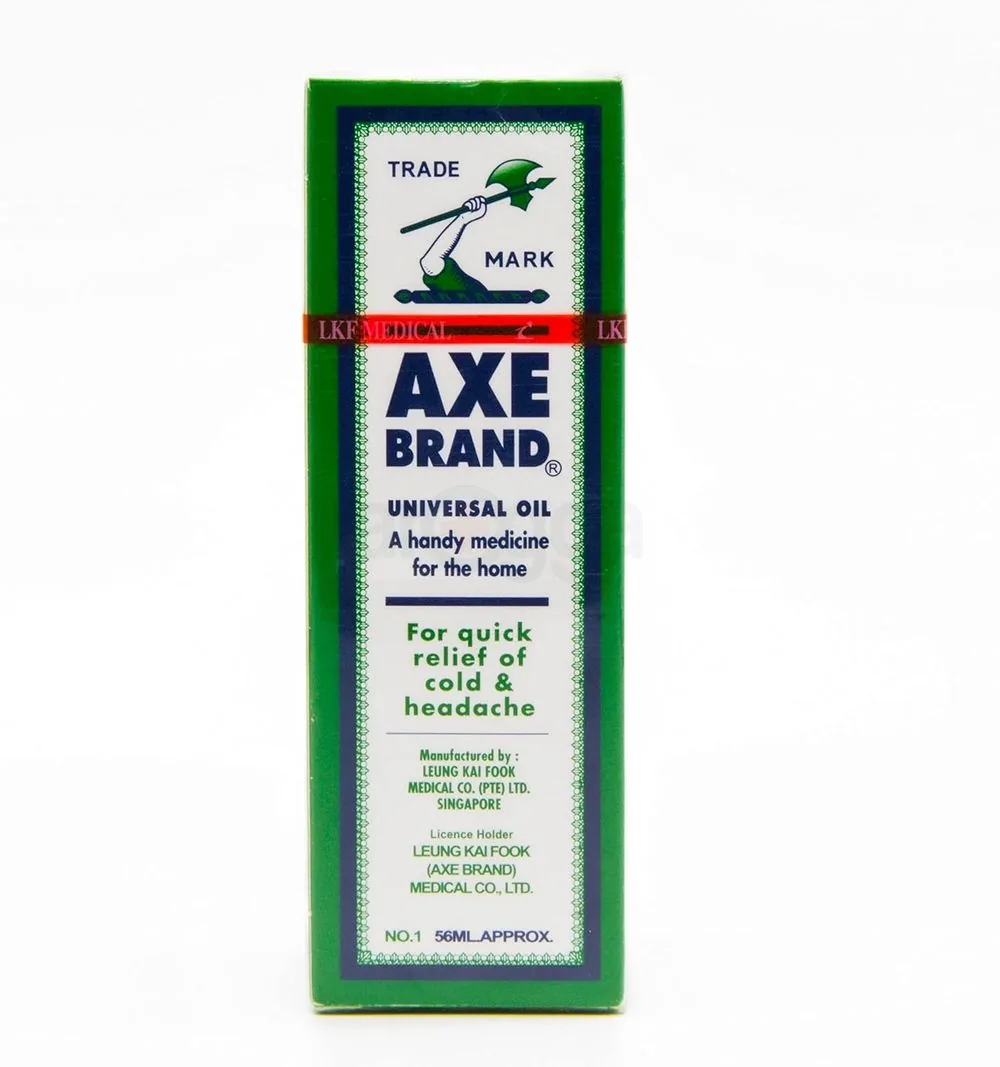 TRADE
MARK
LKF MEDICAL LKF
AXE
BRAND®
UNIVERSAL OIL
A handy medicine
for the home
For quick
relief of
cold &
headache
Manufactured by :
LEUNG KAI FOOK
MEDICAL CO. (PTE) LTD.
SINGAPORE
Licence Holder
LEUNG KAI FOOK
(AXE BRAND)
MEDICAL CO., LTD.
NO.1 56ML.APPROX.